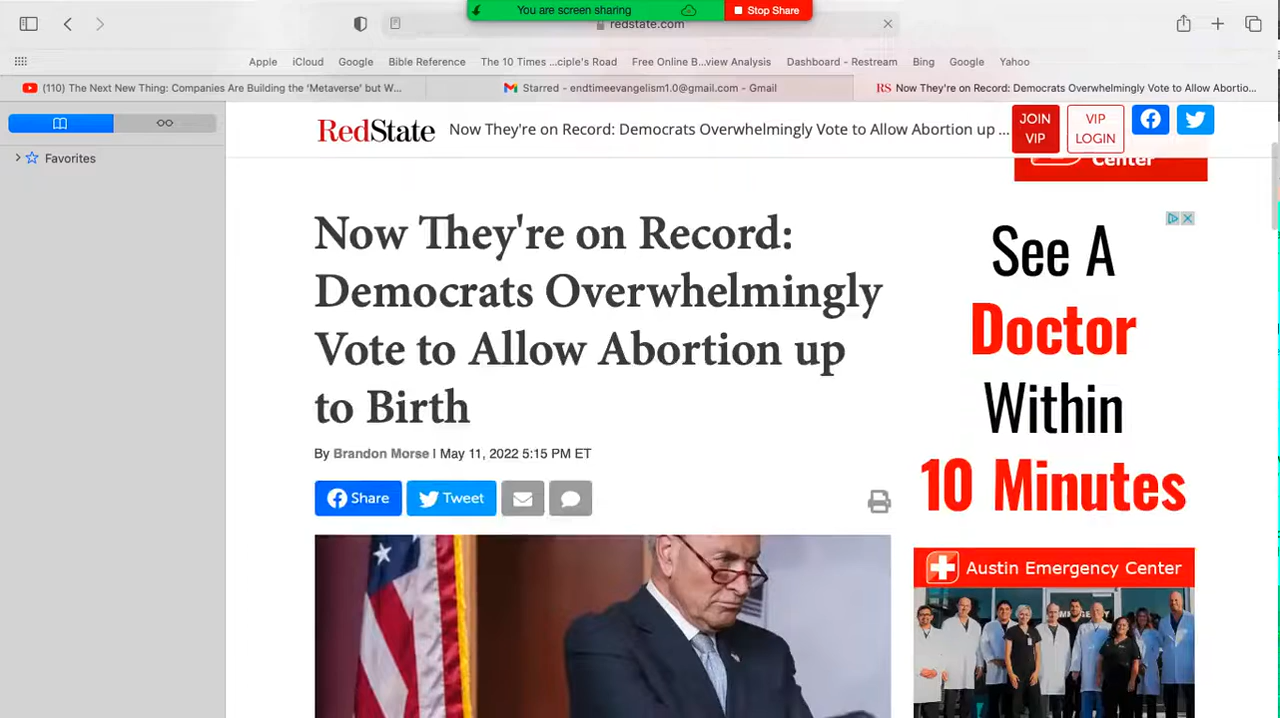 You are screen sharing
Stop Share
redstate.com
Apple iCloud Google Bible Reference The 10 Times ...ciple's Road Free Online B...view Analysis Dashboard - Restream Bing Google Yahoo
(110) The Next New Thing: Companies Are Building the ‘Metaverse’ but W...
Starred - endtimeevangelism1.0@gmail.com - Gmail
RS Now They're on Record: Democrats Overwhelmingly Vote to Allow Abortio...
Favorites
RedState
Now They're on Record: Democrats Overwhelmingly Vote to Allow Abortion up ...
JOIN
VIP
VIP
LOGIN
Center
Now They're on Record:
Democrats Overwhelmingly
Vote to Allow Abortion up
to Birth
By Brandon Morse | May 11, 2022 5:15 PM ET
Share
Tweet
See A
Doctor
Within
10 Minutes
Austin Emergency Center